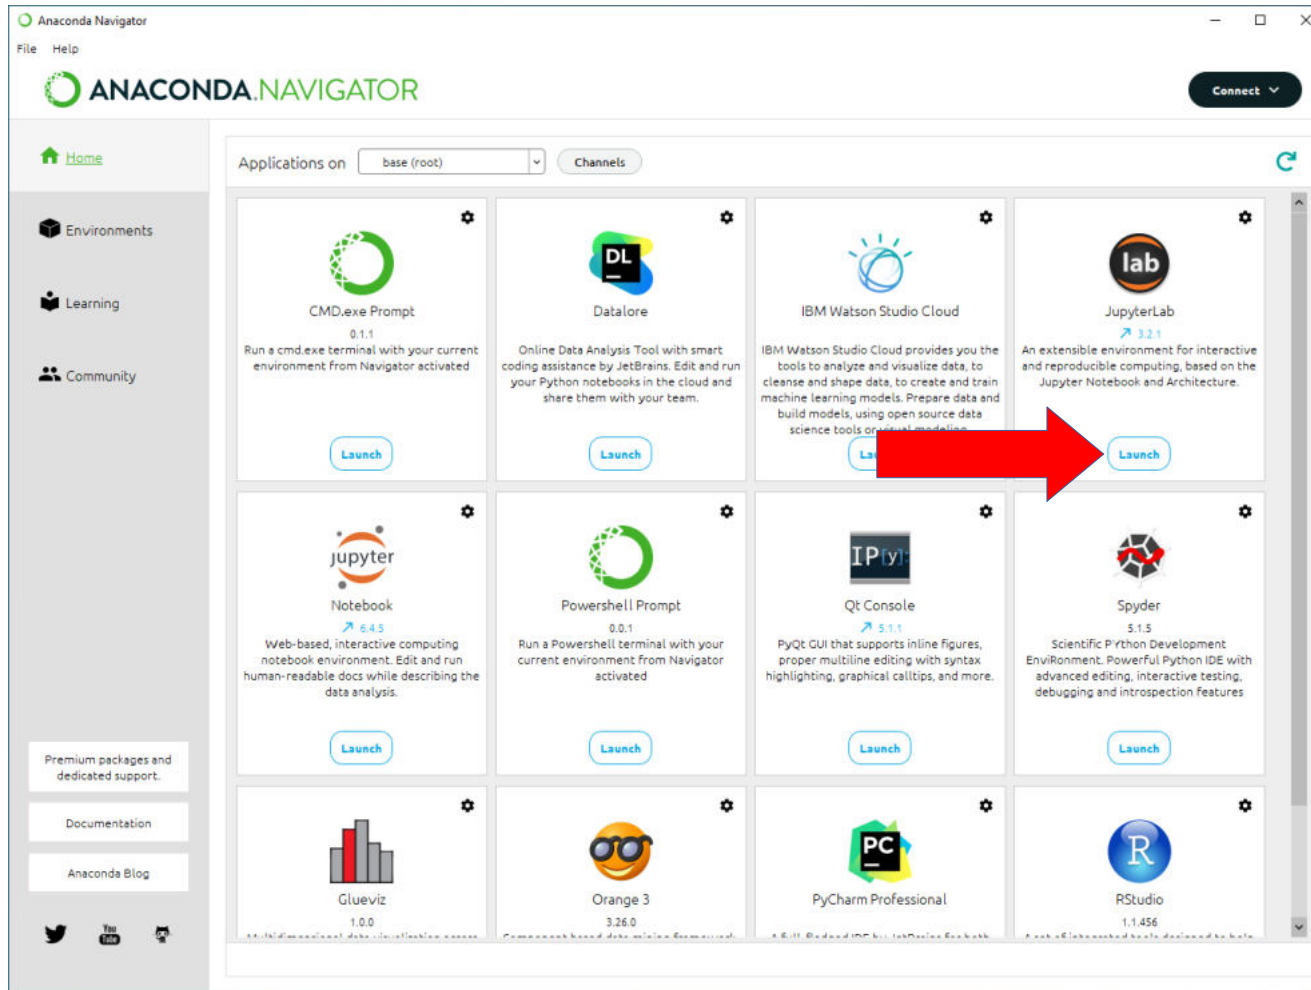 Anaconda Navigator
File Help
ANACONDA.NAVIGATOR
Connect
Home
Applications on base (root) Channels
Environments
Learning
Community
CMD.exe Prompt
0.1.1
Run a cmd.exe terminal with your current
environment from Navigator activated
Launch
DL
Datalore
Online Data Analysis Tool with smart
coding assistance by JetBrains. Edit and run
your Python notebooks in the cloud and
share them with your team.
Launch
IBM Watson Studio Cloud
IBM Watson Studio Cloud provides you the
tools to analyze and visualize data, to
cleanse and shape data, to create and train
machine learning models. Prepare data and
build models, using open source data
science tools or visual modeling.
lab
JupyterLab
3.2.1
An extensible environment for interactive
and reproducible computing, based on the
Jupyter Notebook and Architecture.
Launch
jupyter
Notebook
6.4.5
Web-based, interactive computing
notebook environment. Edit and run
human-readable docs while describing the
data analysis.
Launch
Powershell Prompt
0.0.1
Run a Powershell terminal with your
current environment from Navigator
activated
Launch
IP[y]:
Qt Console
5.1.1
PyQt GUI that supports inline figures,
proper multiline editing with syntax
highlighting, graphical calltips, and more.
Launch
Spyder
5.1.5
Scientific PYthon Development
EnviRonment. Powerful Python IDE with
advanced editing, interactive testing,
debugging and introspection features
Launch
Premium packages and
dedicated support.
Documentation
Anaconda Blog
You
Tube
Glueviz
1.0.0
Orange 3
3.26.0
PC
PyCharm Professional
R
RStudio
1.1.456